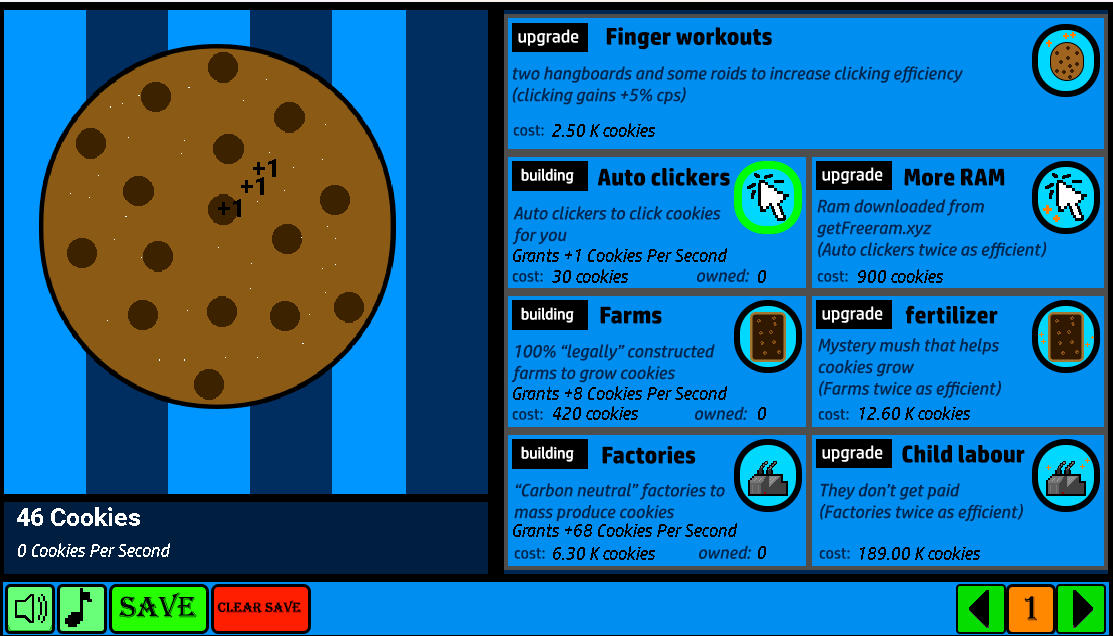 +1
+1
+1
46 Cookies
0 Cookies Per Second
upgrade Finger workouts
two hangboards and some roids to increase clicking efficiency
(clicking gains +5% cps)
cost: 2.50 K cookies
building Auto clickers
Auto clickers to click cookies
for you
Grants +1 Cookies Per Second
cost: 30 cookies owned: 0
upgrade More RAM
Ram downloaded from
getFreeram.xyz
(Auto clickers twice as efficient)
cost: 900 cookies
building Farms
100% “legally” constructed
farms to grow cookies
Grants +8 Cookies Per Second
cost: 420 cookies owned: 0
upgrade fertilizer
Mystery mush that helps
cookies grow
(Farms twice as efficient)
cost: 12.60 K cookies
building Factories
“Carbon neutral” factories to
mass produce cookies
Grants +68 Cookies Per Second
cost: 6.30 K cookies owned: 0
upgrade Child labour
They don’t get paid
(Factories twice as efficient)
cost: 189.00 K cookies
SAVE
CLEAR SAVE
1